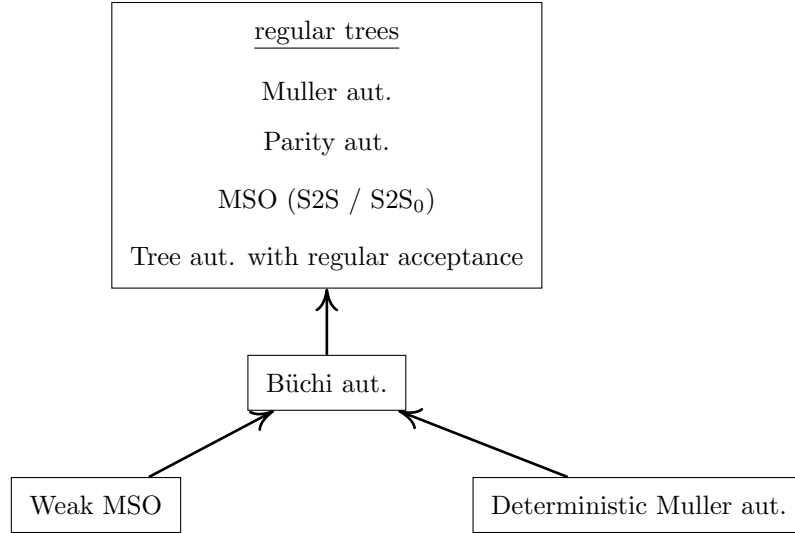 regular trees
Muller aut.
Parity aut.
MSO (S2S / S2S₀)
Tree aut. with regular acceptance
Büchi aut.
Weak MSO
Deterministic Muller aut.